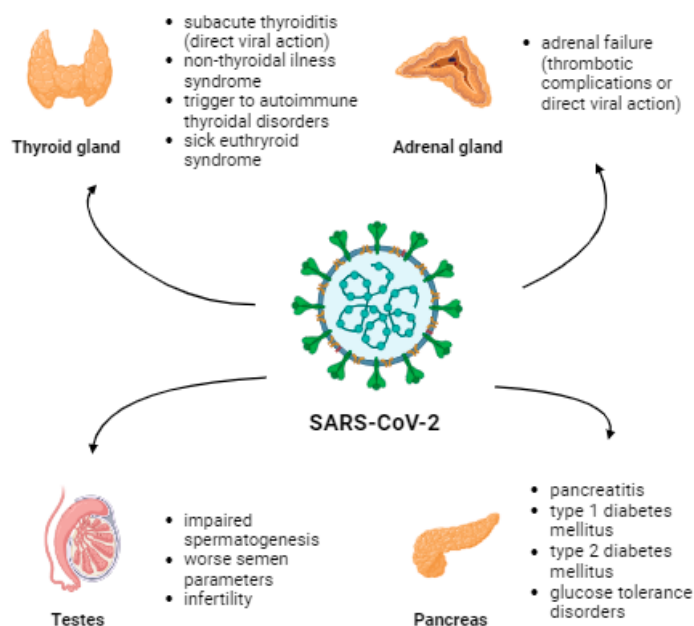 • subacute thyroiditis
(direct viral action)
• non-thyroidal ilness
syndrome
• trigger to autoimmune
thyroidal disorders
• sick euthryroid
syndrome
Thyroid gland
• adrenal failure
(thrombotic
complications or
direct viral action)
Adrenal gland
SARS-CoV-2
• impaired
spermatogenesis
• worse semen
parameters
• infertility
Testes
• pancreatitis
• type 1 diabetes
mellitus
• type 2 diabetes
mellitus
• glucose tolerance
disorders
Pancreas